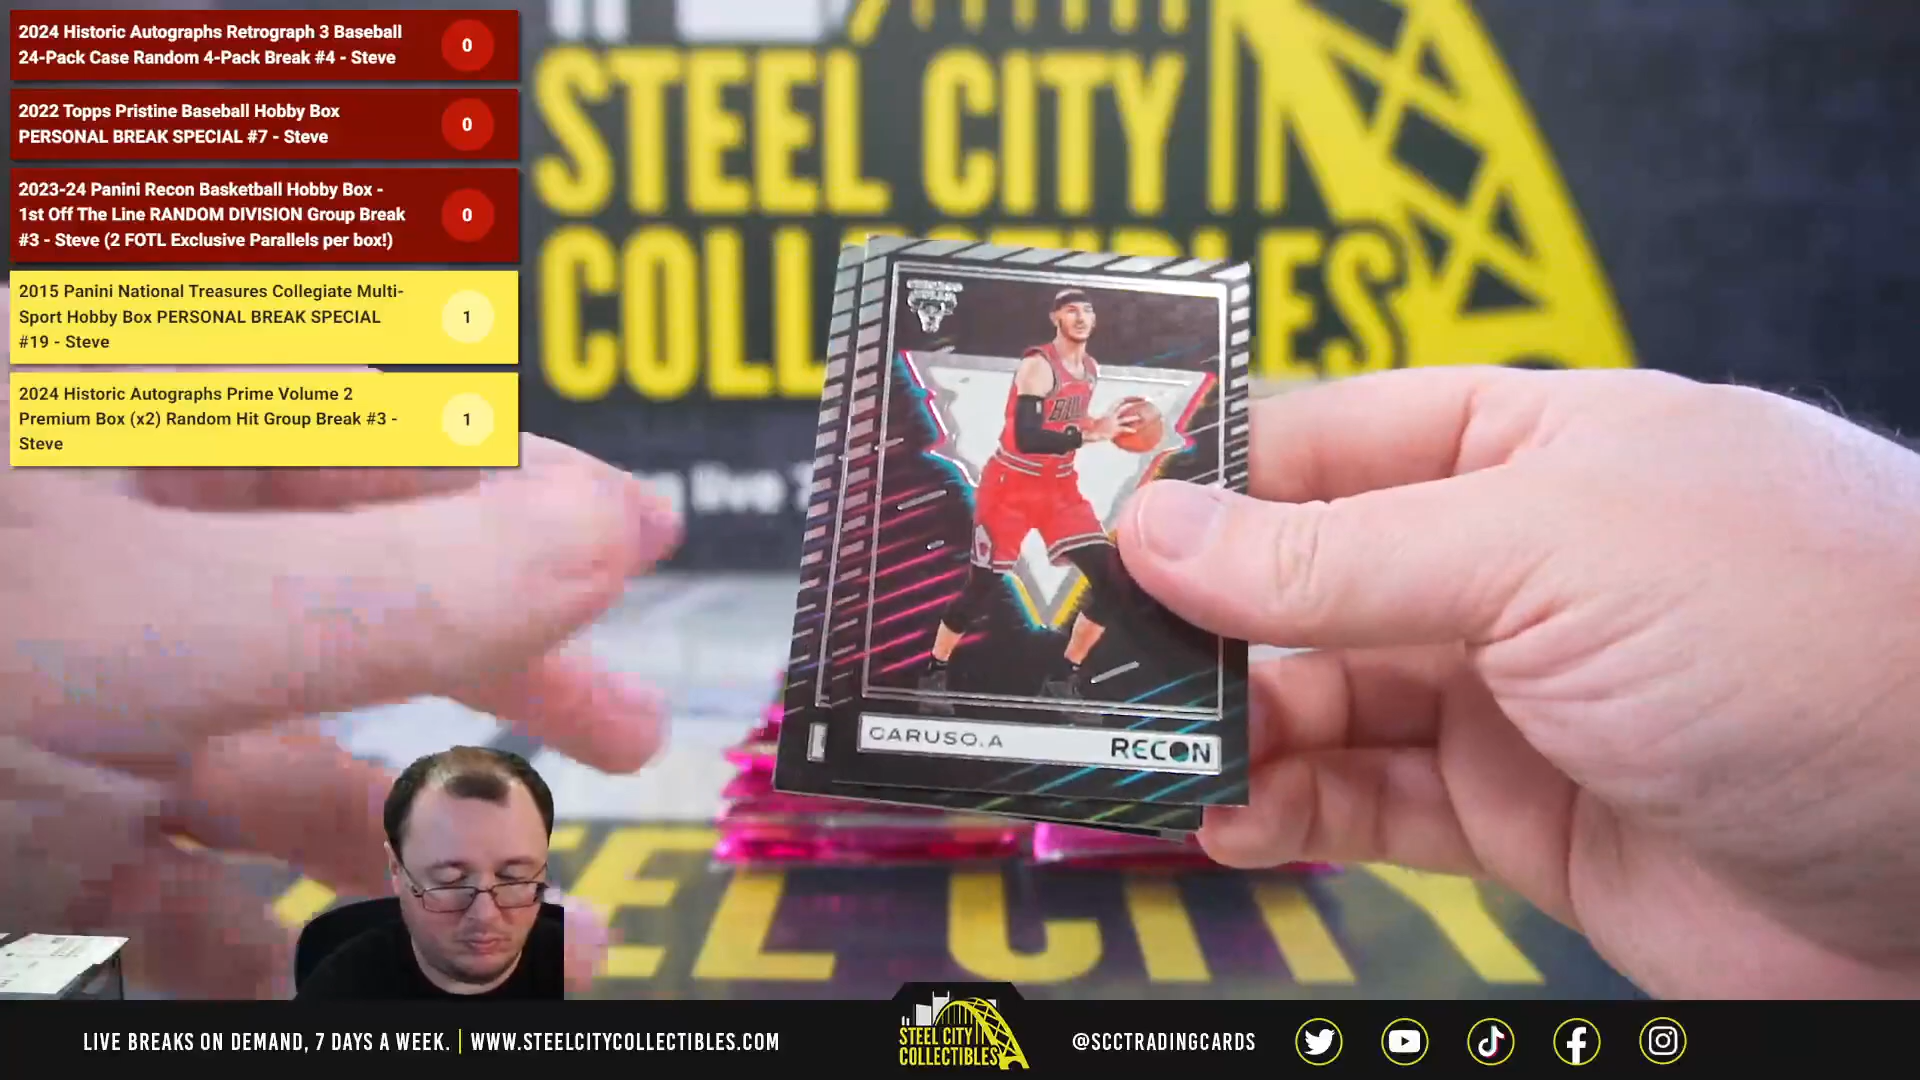 2024 Historic Autographs Retrograph 3 Baseball
24-Pack Case Random 4-Pack Break #4 - Steve
0
2022 Topps Pristine Baseball Hobby Box
PERSONAL BREAK SPECIAL #7 - Steve
0
2023-24 Panini Recon Basketball Hobby Box -
1st Off The Line RANDOM DIVISION Group Break
#3 - Steve (2 FOTL Exclusive Parallels per box!)
0
2015 Panini National Treasures Collegiate Multi-
Sport Hobby Box PERSONAL BREAK SPECIAL
#19 - Steve
1
2024 Historic Autographs Prime Volume 2
Premium Box (x2) Random Hit Group Break #3 -
Steve
1
STEEL CITY
live
CARUSO.A
RECON
CITY
LIVE BREAKS ON DEMAND, 7 DAYS A WEEK. | WWW.STEELCITYCOLLECTIBLES.COM
STEEL CITY
COLLECTIBLES
@SCCTRADINGCARDS